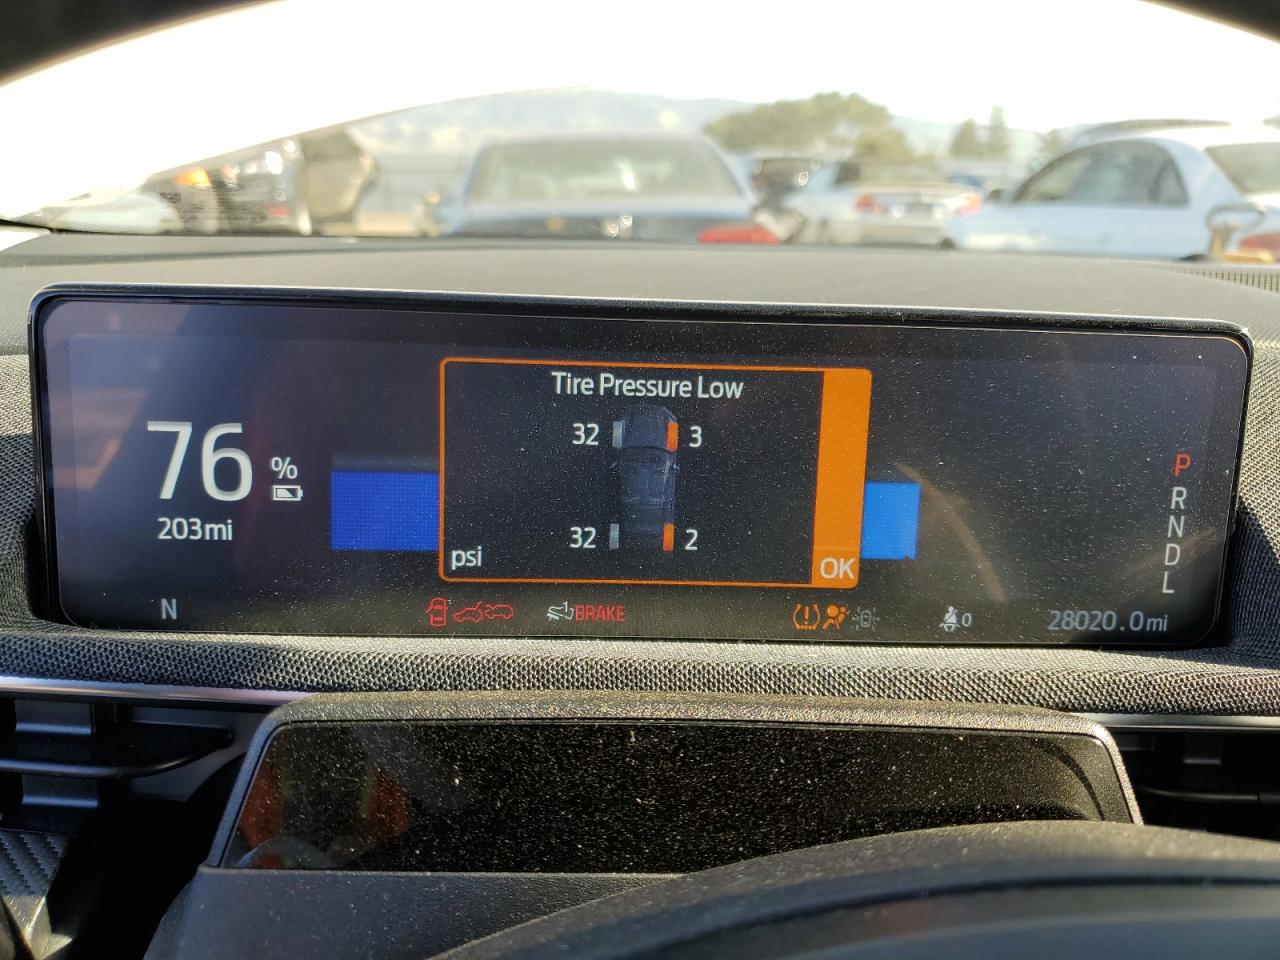 Tire Pressure Low
32 3
76 %
203mi
32 2
psi
OK
P
R
N
D
L
N
BRAKE
0
28020.0mi